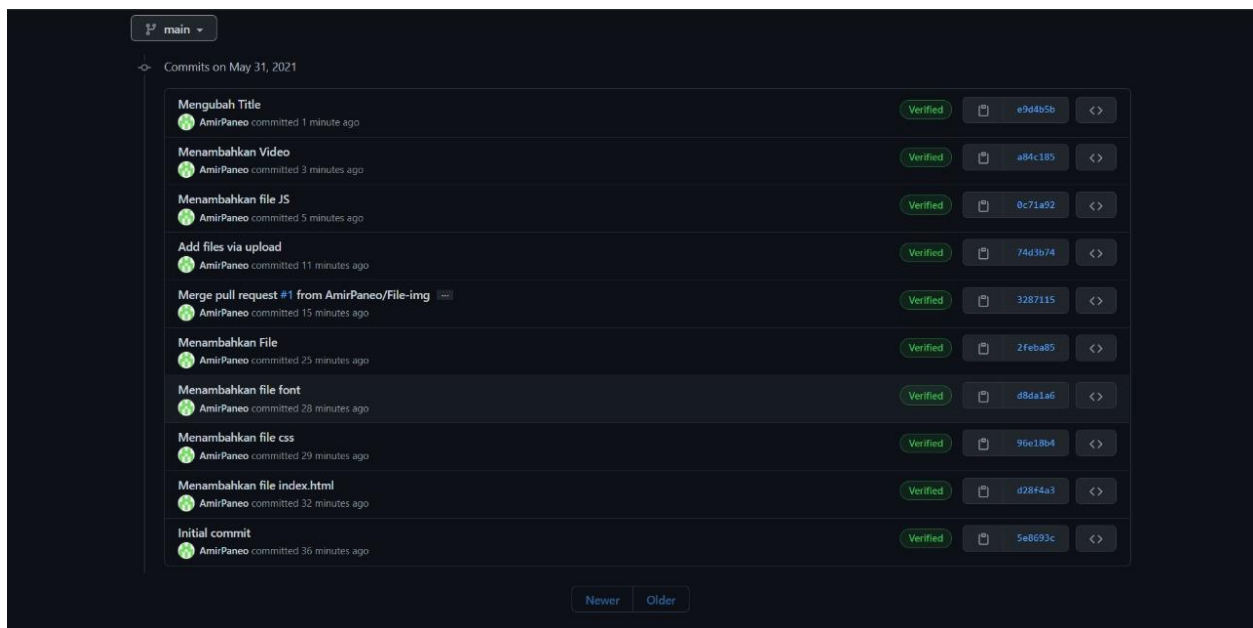 main
Commits on May 31, 2021
Mengubah Title
AmirPaneo committed 1 minute ago
Verified
e9d4b5b
Menambahkan Video
AmirPaneo committed 3 minutes ago
Verified
a84c185
Menambahkan file JS
AmirPaneo committed 5 minutes ago
Verified
0c71a92
Add files via upload
AmirPaneo committed 11 minutes ago
Verified
74d3b74
Merge pull request #1 from AmirPaneo/File-img ...
AmirPaneo committed 15 minutes ago
Verified
3287115
Menambahkan File
AmirPaneo committed 25 minutes ago
Verified
2feba85
Menambahkan file font
AmirPaneo committed 28 minutes ago
Verified
d8da1a6
Menambahkan file css
AmirPaneo committed 29 minutes ago
Verified
96e18b4
Menambahkan file index.html
AmirPaneo committed 32 minutes ago
Verified
d28f4a3
Initial commit
AmirPaneo committed 36 minutes ago
Verified
5e8693c
Newer Older